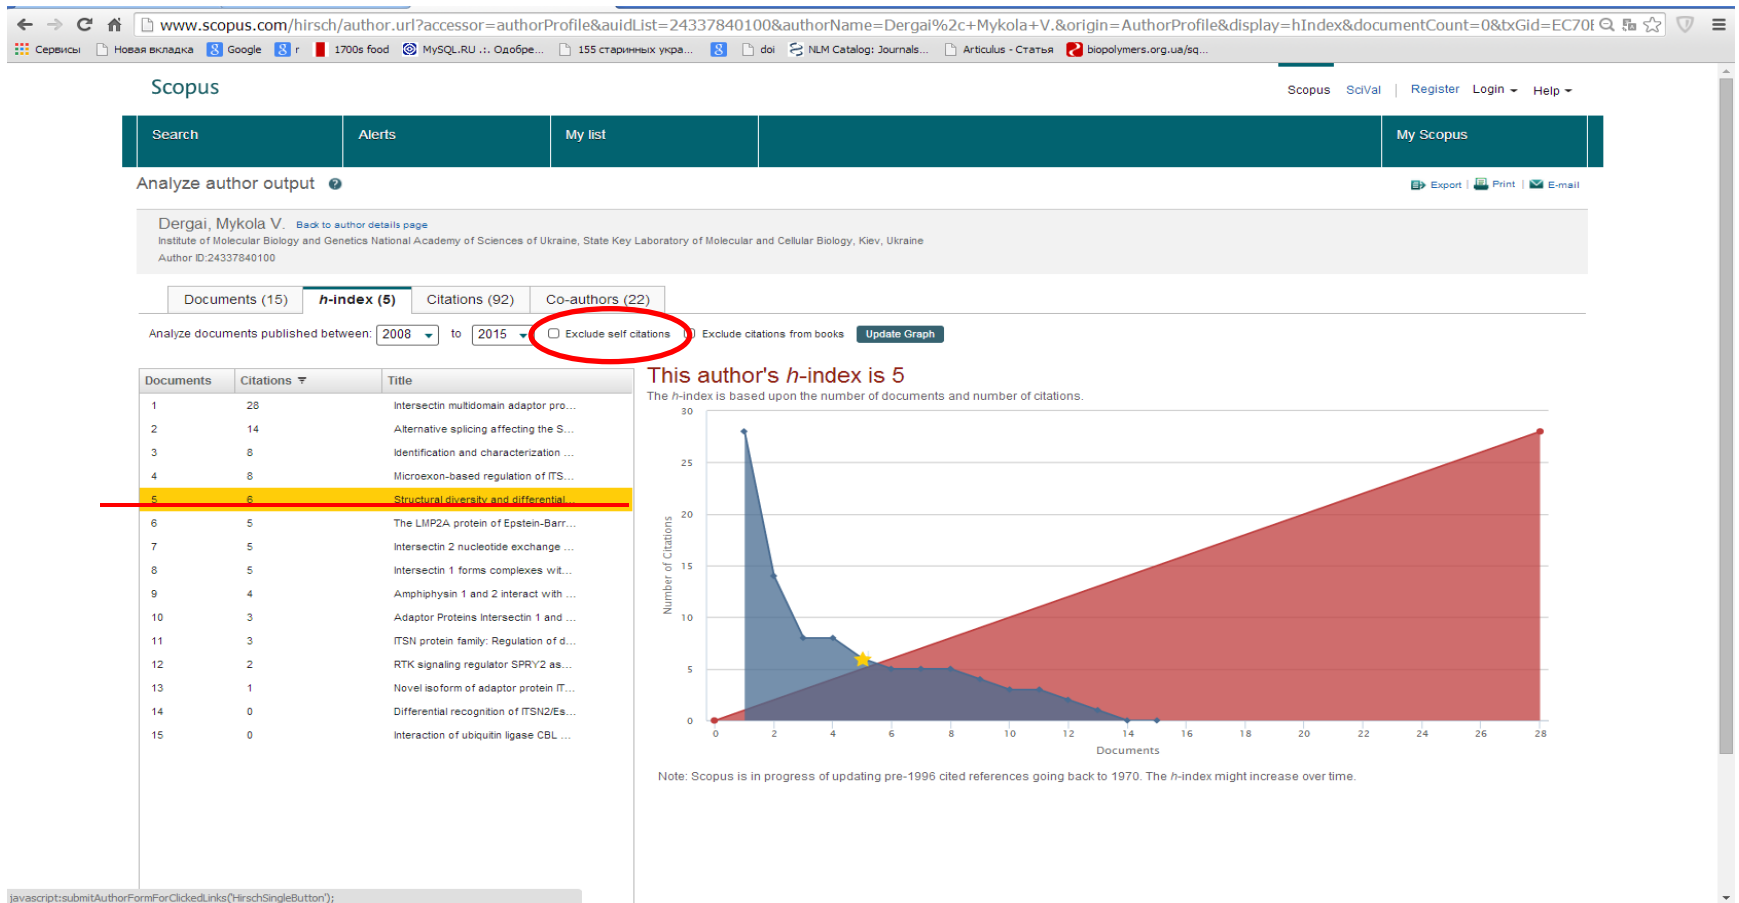 www.scopus.com/hirsch/author.url?accessor=authorProfile&auidList=24337840100&authorName=Dergai%2c+Mykola+V.&origin=AuthorProfile&display=hIndex&documentCount=0&txGid=EC70
Сервисы Новая вкладка Google r 1700s food MySQL.RU .:. Одобре... 155 старинных укра... doi NLM Catalog: Journals... Articulus - Статья biopolymers.org.ua/sq...
Scopus
Scopus SciVal | Register Login Help
Search Alerts My list My Scopus
Analyze author output ?
Export | Print | E-mail
Dergai, Mykola V. Back to author details page
Institute of Molecular Biology and Genetics National Academy of Sciences of Ukraine, State Key Laboratory of Molecular and Cellular Biology, Kiev, Ukraine
Author ID:24337840100
Documents (15) h-index (5) Citations (92) Co-authors (22)
Analyze documents published between: 2008 to 2015 Exclude self citations Exclude citations from books Update Graph
Documents Citations Title
1 28 Intersectin multidomain adaptor pro...
2 14 Alternative splicing affecting the S...
3 8 Identification and characterization ...
4 8 Microexon-based regulation of ITS...
5 6 Structural diversity and differential...
6 5 The LMP2A protein of Epstein-Barr...
7 5 Intersectin 2 nucleotide exchange ...
8 5 Intersectin 1 forms complexes wit...
9 4 Amphiphysin 1 and 2 interact with ...
10 3 Adaptor Proteins Intersectin 1 and ...
11 3 ITSN protein family: Regulation of d...
12 2 RTK signaling regulator SPRY2 as...
13 1 Novel isoform of adaptor protein IT...
14 0 Differential recognition of ITSN2/Es...
15 0 Interaction of ubiquitin ligase CBL ...
This author's h-index is 5
The h-index is based upon the number of documents and number of citations.
30
25
20
15
10
5
0
Number of Citations
0 2 4 6 8 10 12 14 16 18 20 22 24 26 28
Documents
Note: Scopus is in progress of updating pre-1996 cited references going back to 1970. The h-index might increase over time.
javascript:submitAuthorFormForClickedLinks('HirschSingleButton');